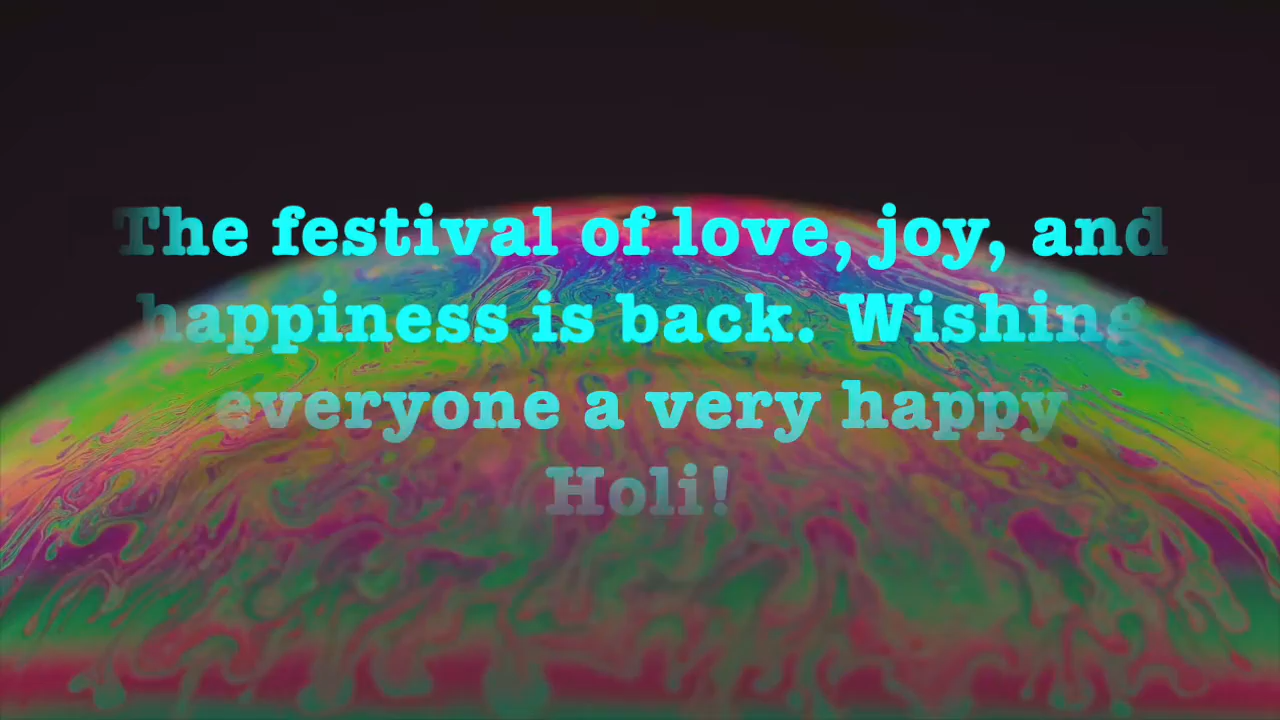 The festival of love, joy, and
happiness is back. Wishing
everyone a very happy
Holi!